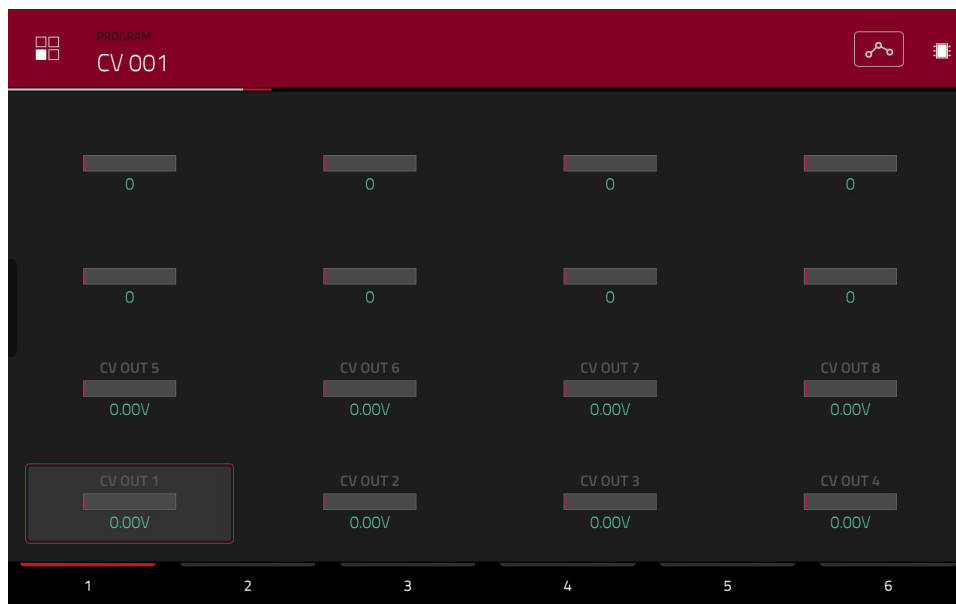 PROGRAM
CV 001
0 0 0 0
0 0 0 0
CV OUT 5 CV OUT 6 CV OUT 7 CV OUT 8
0.00V 0.00V 0.00V 0.00V
CV OUT 1 CV OUT 2 CV OUT 3 CV OUT 4
0.00V 0.00V 0.00V 0.00V
1 2 3 4 5 6